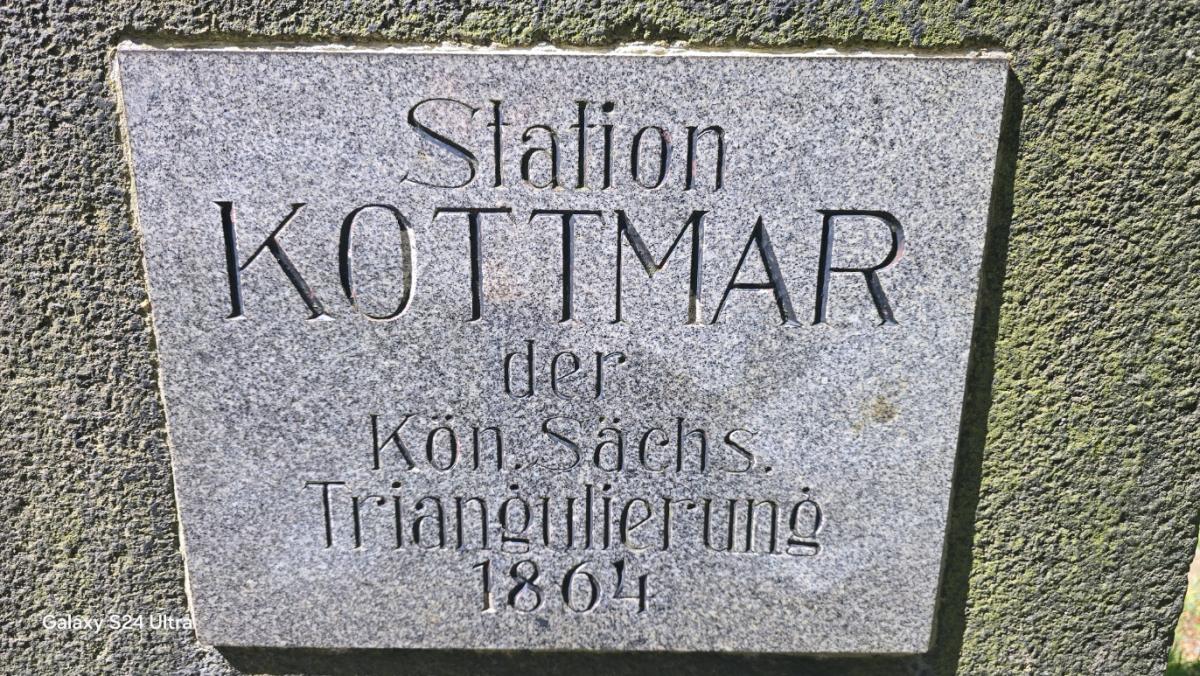 Station
KOTTMAR
der
Kön. Sächs.
Triangulierung
1864
Galaxy S24 Ultra